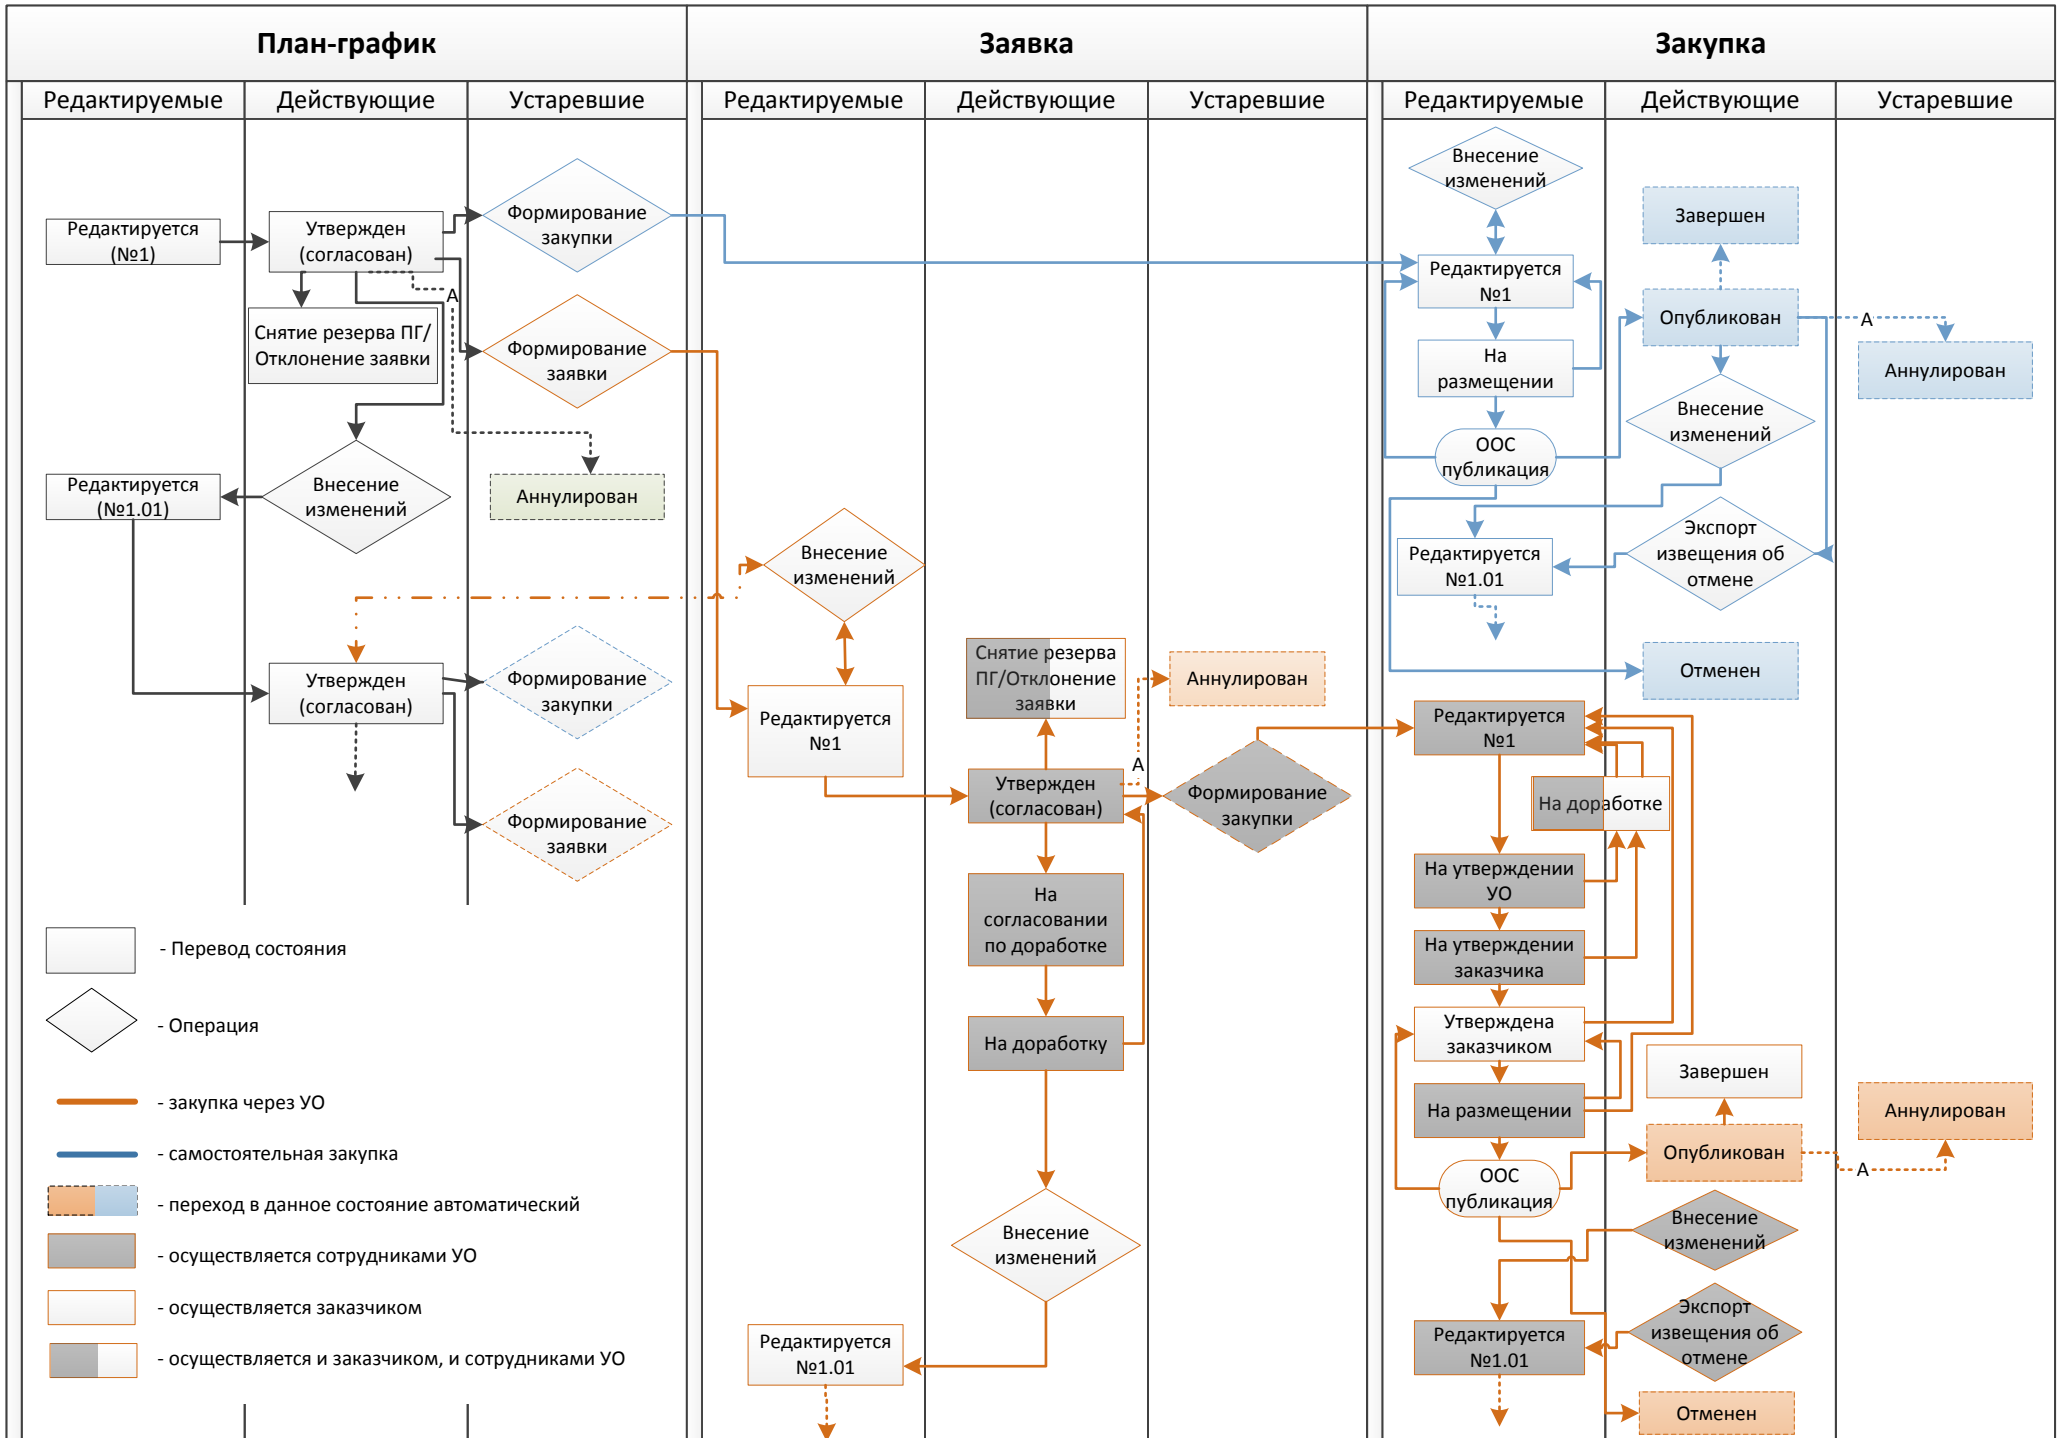 План-график
Заявка
Закупка
Редактируемые
Действующие
Устаревшие
Редактируемые
Действующие
Устаревшие
Редактируемые
Действующие
Устаревшие
Редактируется
(№1)
Утвержден
(согласован)
Формирование
закупки
А
Снятие резерва ПГ/
Отклонение заявки
Формирование
заявки
Редактируется
(№1.01)
Внесение
изменений
Аннулирован
Утвержден
(согласован)
Формирование
закупки
Формирование
заявки
- Перевод состояния
- Операция
- закупка через УО
- самостоятельная закупка
- переход в данное состояние автоматический
- осуществляется сотрудниками УО
- осуществляется заказчиком
- осуществляется и заказчиком, и сотрудниками УО
Внесение
изменений
Редактируется
№1
Снятие резерва
ПГ/Отклонение
заявки
Аннулирован
А
Утвержден
(согласован)
Формирование
закупки
На
согласовании
по доработке
На доработку
Внесение
изменений
Редактируется
№1.01
Внесение
изменений
Завершен
Редактируется
№1
Опубликован
А
На
размещении
Аннулирован
Внесение
изменений
ООС
публикация
Экспорт
извещения об
отмене
Редактируется
№1.01
Отменен
Редактируется
№1
На доработке
На утверждении
УО
На утверждении
заказчика
Утверждена
заказчиком
Завершен
На размещении
Аннулирован
Опубликован
А
ООС
публикация
Внесение
изменений
Экспорт
извещения об
отмене
Редактируется
№1.01
Отменен